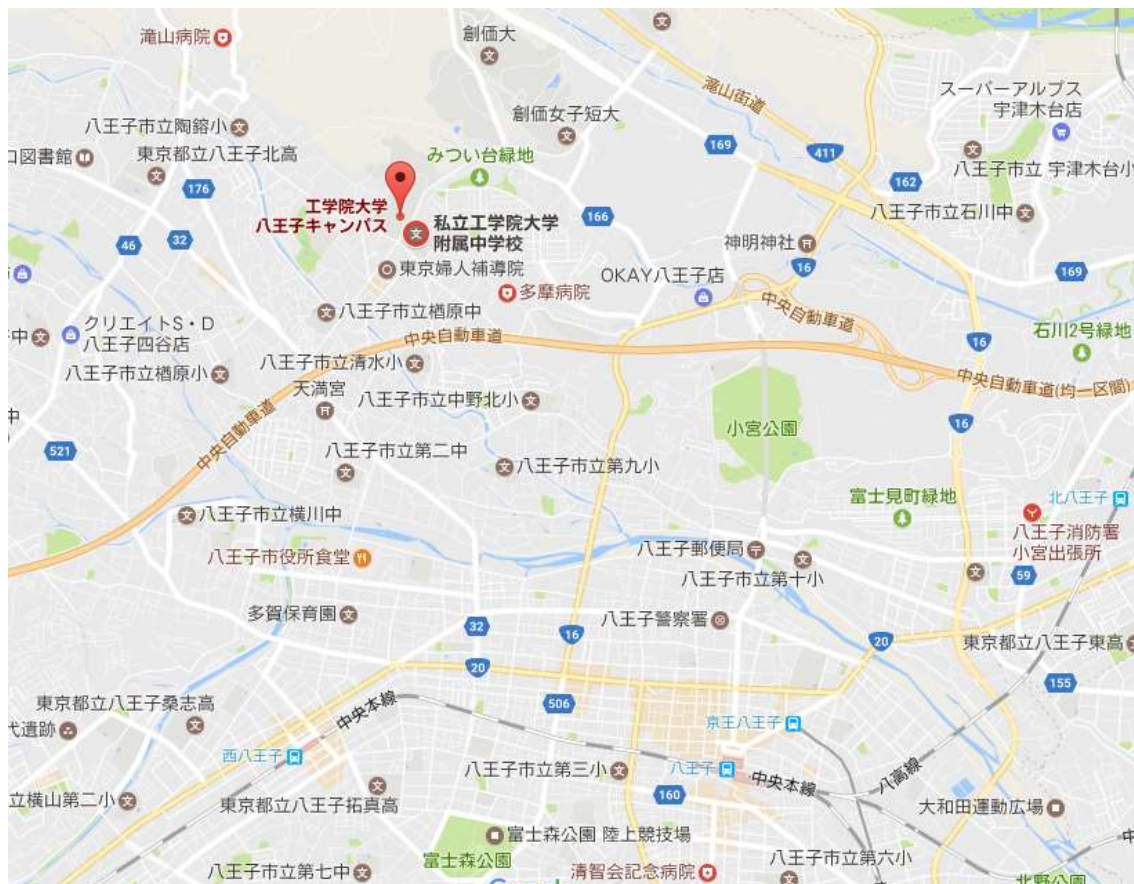 滝山病院
創価大
滝山街道
スーパーアルプス
宇津木台店
創価女子短大
八王子市立陶鎔小
169
411
口図書館
東京都立八王子北高
みつい台緑地
八王子市立 宇津木台小
176
162
工学院大学
八王子キャンパス
私立工学院大学
附属中学校
166
八王子市立石川中
46
32
神明神社
東京婦人補導院
OKAY八王子店
16
169
多摩病院
八王子市立楢原中
中央自動車道
クリエイトS・D
八王子四谷店
中
中央自動車道
16
石川2号緑地
八王子市立清水小
八王子市立楢原小
天満宮
八王子市立中野北小
中央自動車道(均一区間)
中
中央自動車道
小宮公園
16
521
八王子市立第二中
八王子市立第九小
富士見町緑地
北八王子
八王子市立横川中
八王子消防署
小宮出張所
八王子市役所食堂
八王子郵便局
八王子市立第十小
59
多賀保育園
32
16
八王子警察署
20
東京都立八王子東高
20
155
東京都立八王子桑志高
中央本線
506
代遺跡
京王八王子
西八王子
八王子市立第三小
八王子
中央本線
八高線
立横山第二小
東京都立八王子拓真高
160
大和田運動広場
富士森公園 陸上競技場
中
富士森公園
八王子市立第七中
清智会記念病院
八王子市立第六小
北野公園